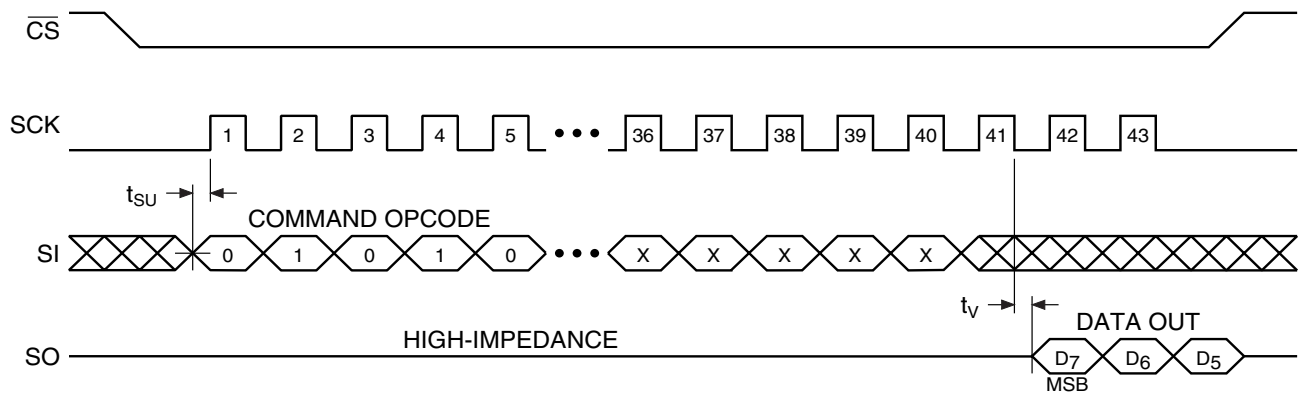 CS
SCK
1 2 3 4 5 ••• 36 37 38 39 40 41 42 43
tSU
COMMAND OPCODE
SI
0 1 0 1 0 ••• X X X X X
tV
HIGH-IMPEDANCE
DATA OUT
SO
D7 D6 D5
MSB